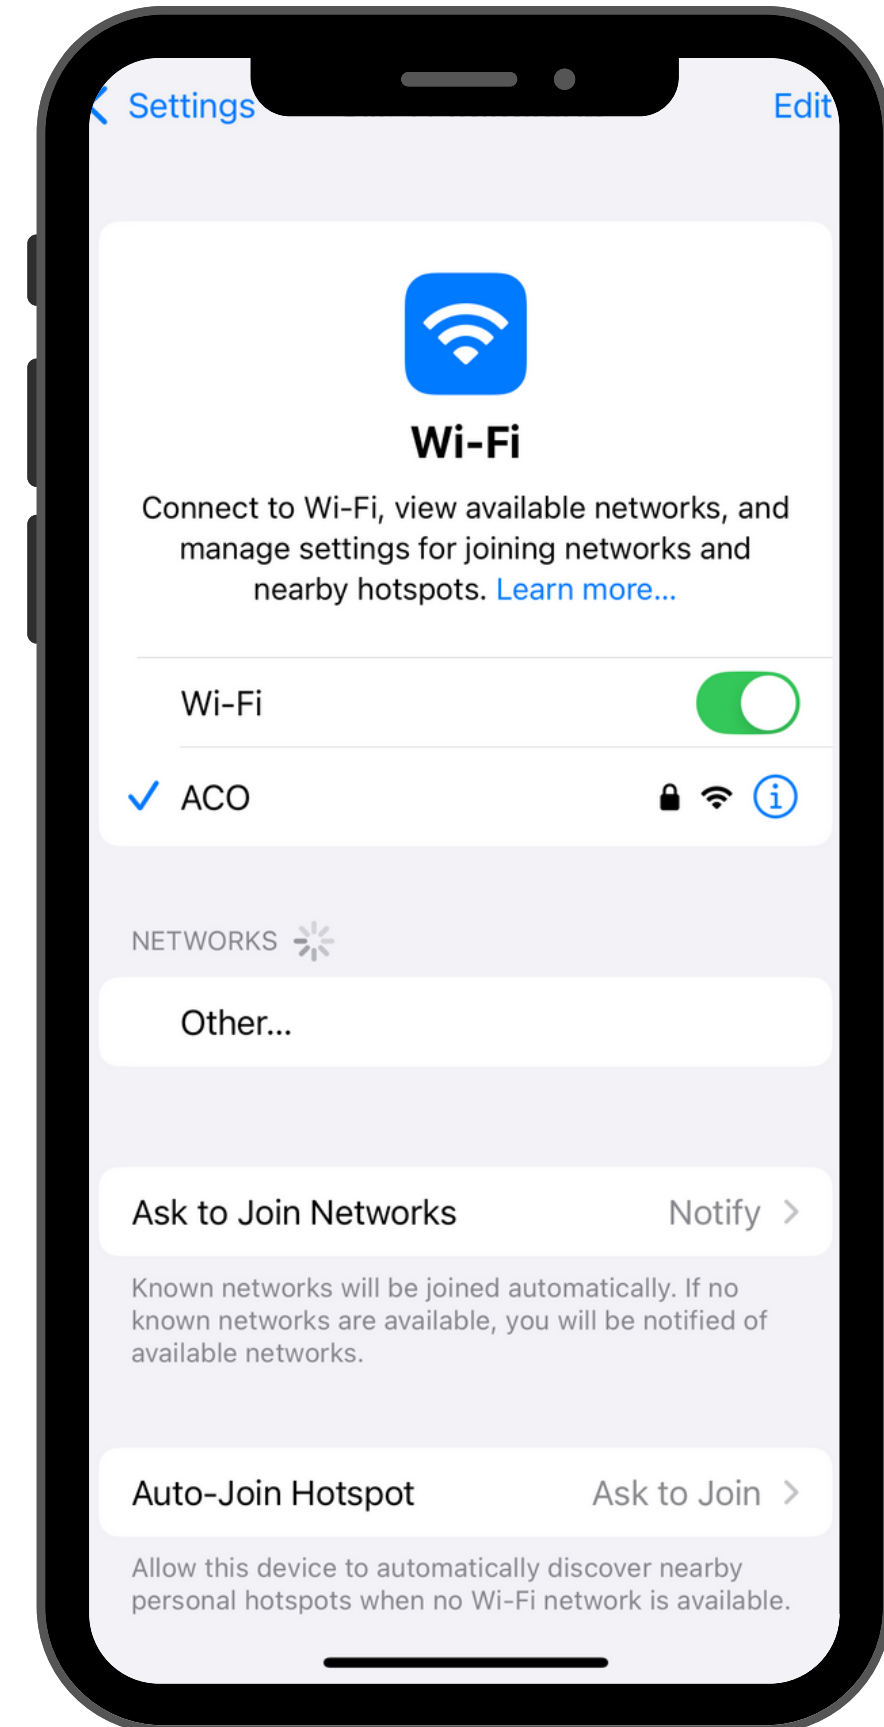 Settings
Edit
Wi-Fi
Connect to Wi-Fi, view available networks, and
manage settings for joining networks and
nearby hotspots. Learn more...
Wi-Fi
ACO
NETWORKS
Other...
Ask to Join Networks Notify
Known networks will be joined automatically. If no
known networks are available, you will be notified of
available networks.
Auto-Join Hotspot Ask to Join
Allow this device to automatically discover nearby
personal hotspots when no Wi-Fi network is available.